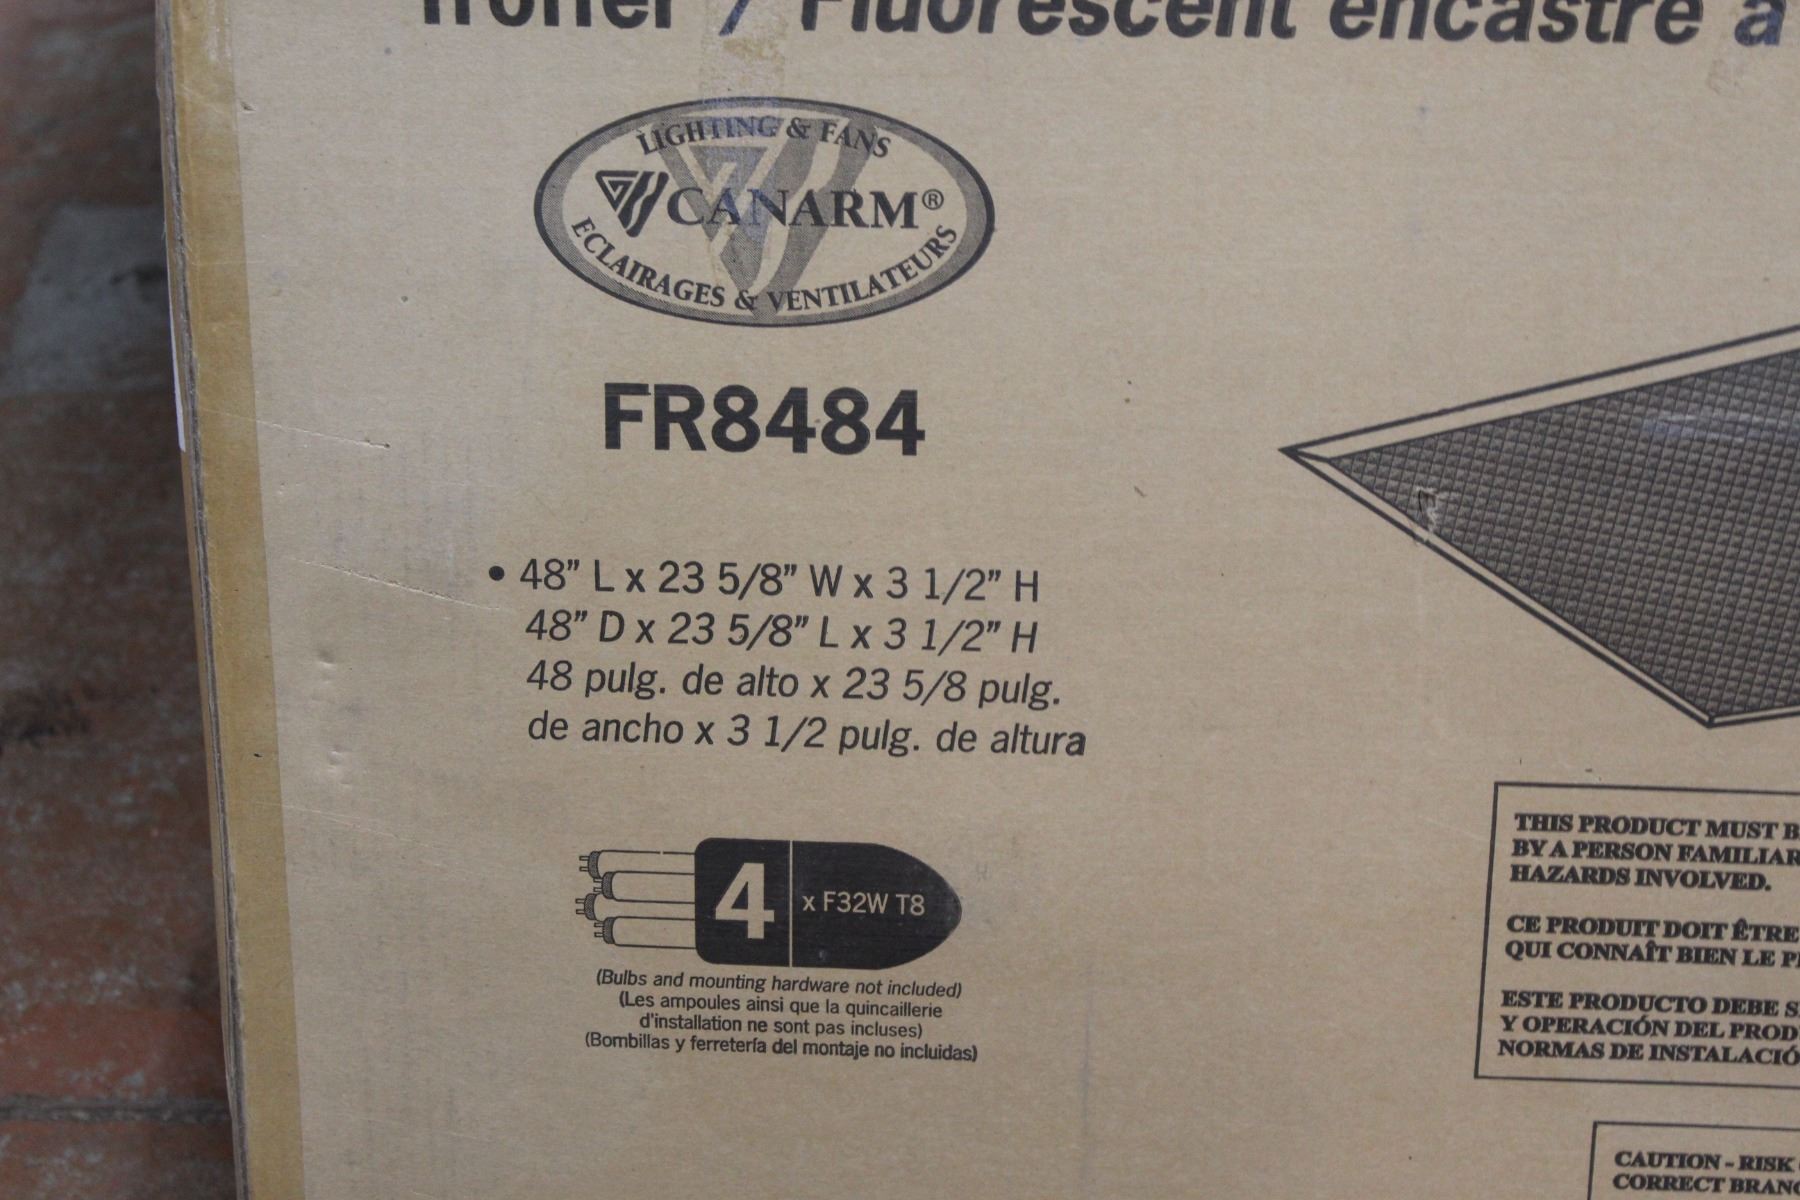 Troffer / Fluorescent encastré à
LIGHTING & FANS
CANARM®
ECLAIRAGES & VENTILATEURS
FR8484
• 48” L x 23 5/8” W x 3 1/2” H
48” D x 23 5/8” L x 3 1/2” H
48 pulg. de alto x 23 5/8 pulg.
de ancho x 3 1/2 pulg. de altura
4 x F32W T8
(Bulbs and mounting hardware not included)
(Les ampoules ainsi que la quincaillerie
d'installation ne sont pas incluses)
(Bombillas y ferretería del montaje no incluidas)
THIS PRODUCT MUST B
BY A PERSON FAMILIAR
HAZARDS INVOLVED.
CE PRODUIT DOIT ÊTRE
QUI CONNAÎT BIEN LE P
ESTE PRODUCTO DEBE S
Y OPERACIÓN DEL PROD
NORMAS DE INSTALACIÓ
CAUTION - RISK
CORRECT BRANC